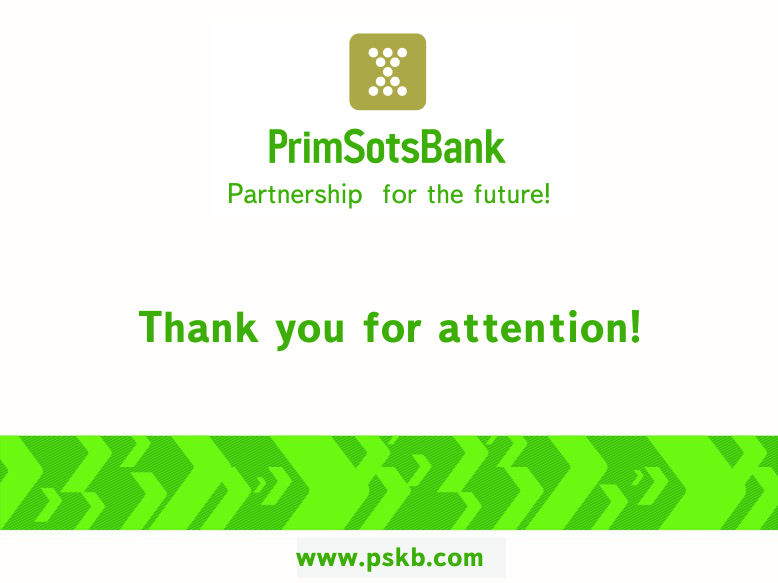 PrimSotsBank
Partnership for the future!
Thank you for attention!
www.pskb.com